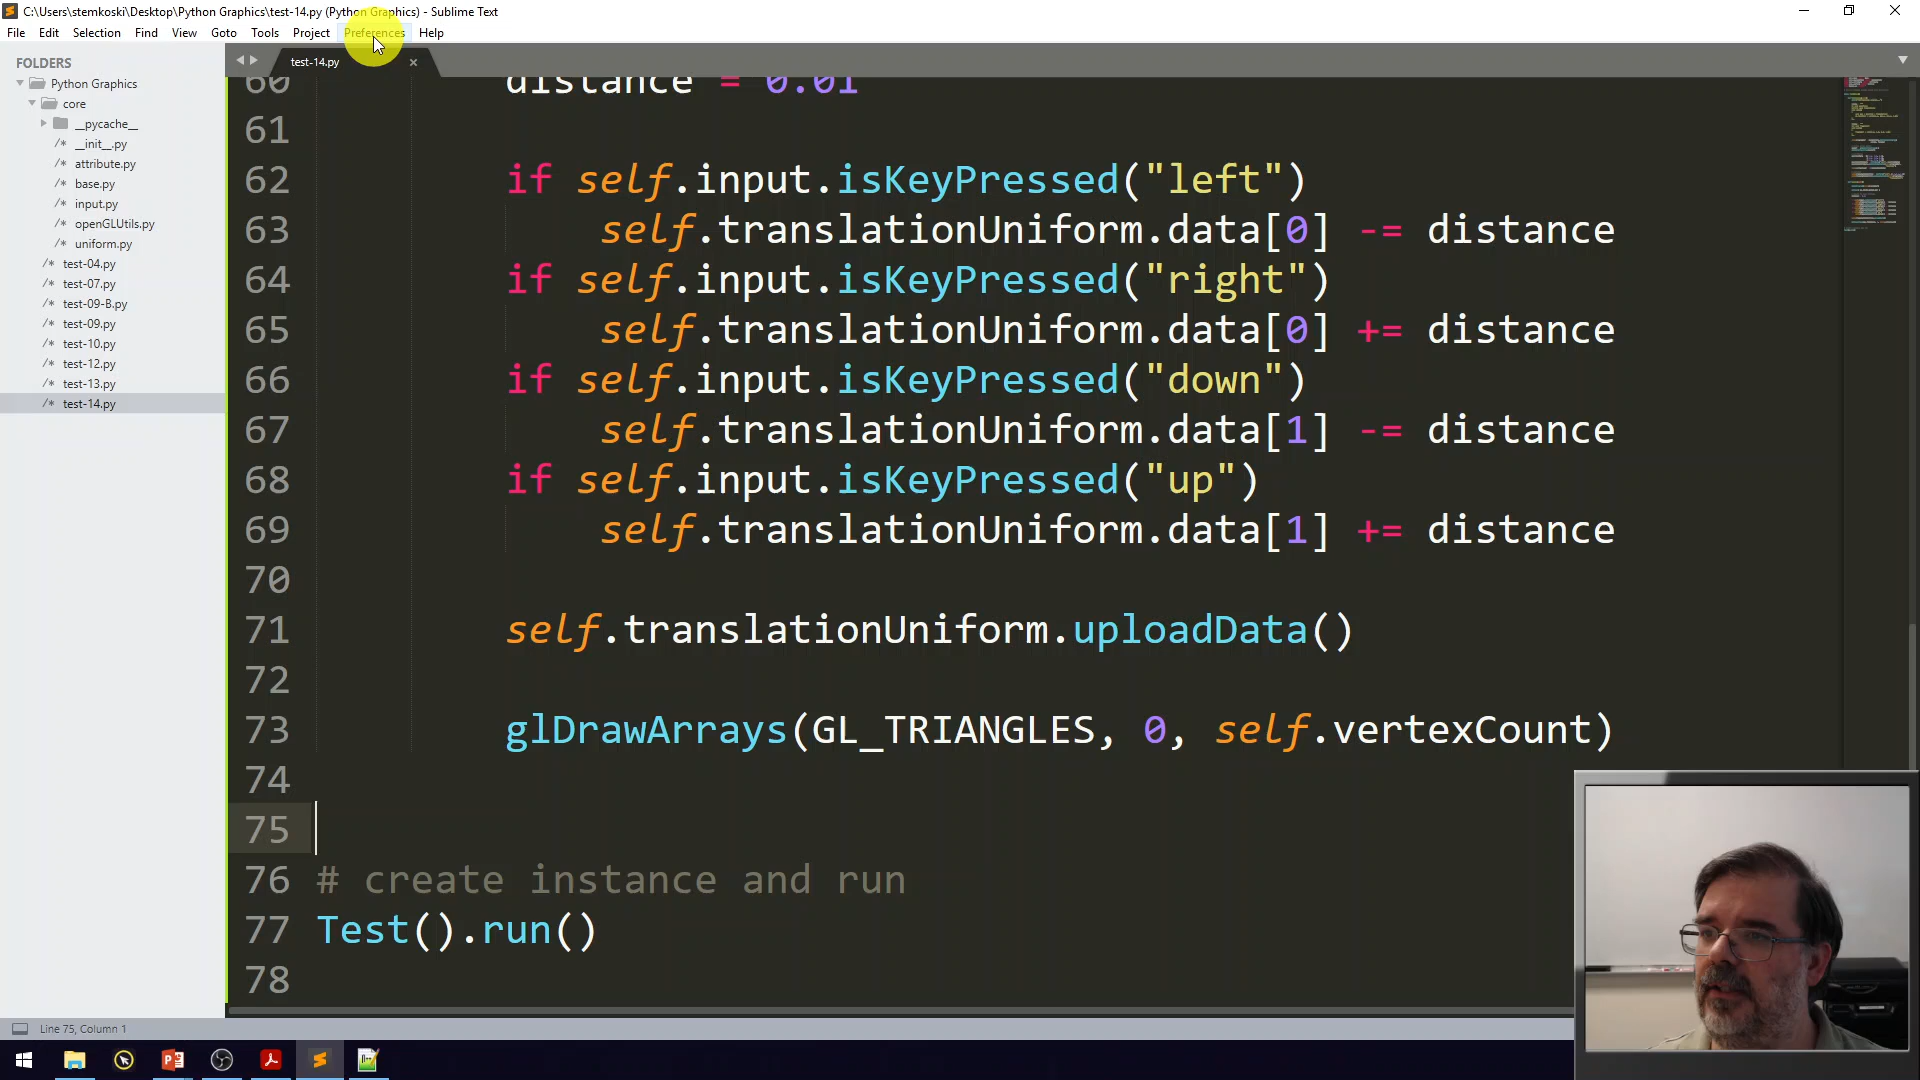 C:\Users\stemkoski\Desktop\Python Graphics\test-14.py (Python Graphics) - Sublime Text
File Edit Selection Find View Goto Tools Project Preferences Help
FOLDERS
Python Graphics
core
__pycache__
/* __init__.py
/* attribute.py
/* base.py
/* input.py
/* openGLUtils.py
/* uniform.py
/* test-04.py
/* test-07.py
/* test-09-B.py
/* test-09.py
/* test-10.py
/* test-12.py
/* test-13.py
/* test-14.py
test-14.py
60 distance = 0.01
61
62 if self.input.isKeyPressed("left")
63 self.translationUniform.data[0] -= distance
64 if self.input.isKeyPressed("right")
65 self.translationUniform.data[0] += distance
66 if self.input.isKeyPressed("down")
67 self.translationUniform.data[1] -= distance
68 if self.input.isKeyPressed("up")
69 self.translationUniform.data[1] += distance
70
71 self.translationUniform.uploadData()
72
73 glDrawArrays(GL_TRIANGLES, 0, self.vertexCount)
74
75
76 # create instance and run
77 Test().run()
78
Line 75, Column 1